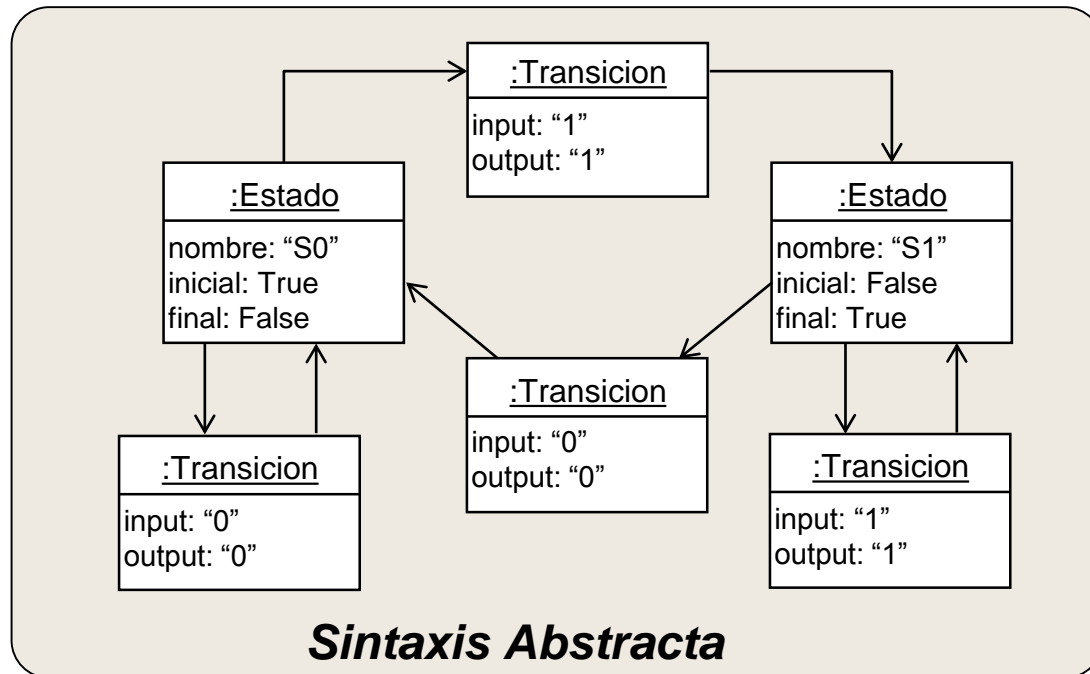 :Transicion
input: “1”
output: “1”
:Estado
nombre: “S0”
inicial: True
final: False
:Estado
nombre: “S1”
inicial: False
final: True
:Transicion
input: “0”
output: “0”
:Transicion
input: “0”
output: “0”
:Transicion
input: “1”
output: “1”
Sintaxis Abstracta